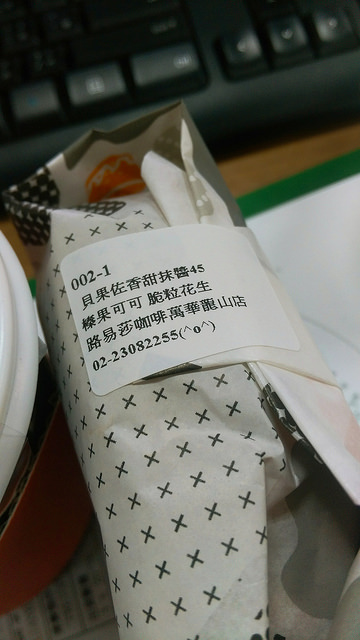 002-1
貝果佐香甜抹醬45
榛果可可 脆粒花生
路易莎咖啡萬華龍山店
02-23082255(^o^)